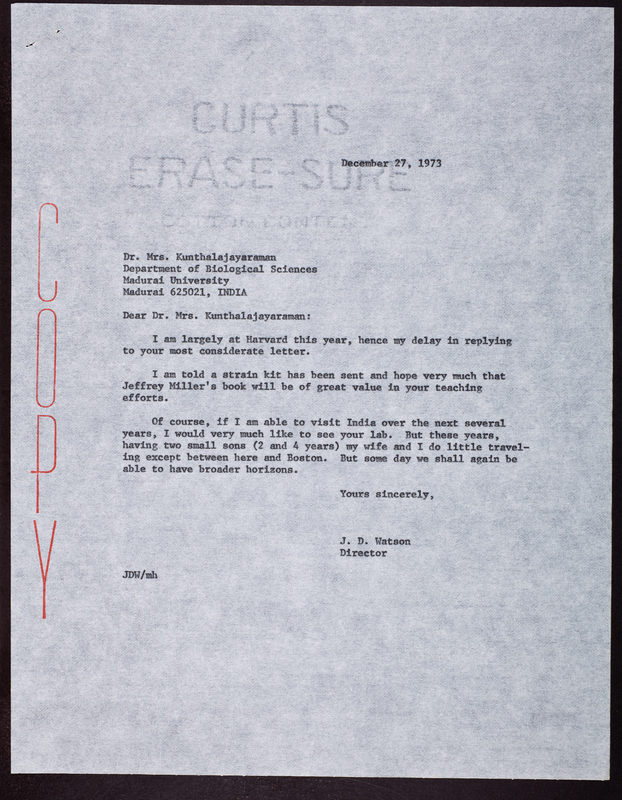 CURTIS
ERASE-SURE
COTTON CONTENT
December 27, 1973
COPY
Dr. Mrs. Kunthalajayaraman
Department of Biological Sciences
Madurai University
Madurai 625021, INDIA
Dear Dr. Mrs. Kunthalajayaraman:
I am largely at Harvard this year, hence my delay in replying
to your most considerate letter.
I am told a strain kit has been sent and hope very much that
Jeffrey Miller's book will be of great value in your teaching
efforts.
Of course, if I am able to visit India over the next several
years, I would very much like to see your lab. But these years,
having two small sons (2 and 4 years) my wife and I do little travel-
ing except between here and Boston. But some day we shall again be
able to have broader horizons.
Yours sincerely,
J. D. Watson
Director
JDW/mh